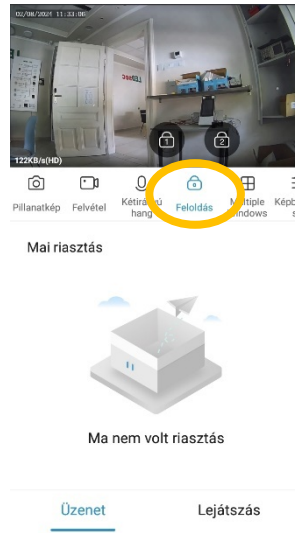 02/08/2021 11:33:06
1 2
122KB/s(HD)
Pillanatkép Felvétel Kétirányú hang Feloldás Multiple windows
Mai riasztás
Ma nem volt riasztás
Üzenet Lejátszás